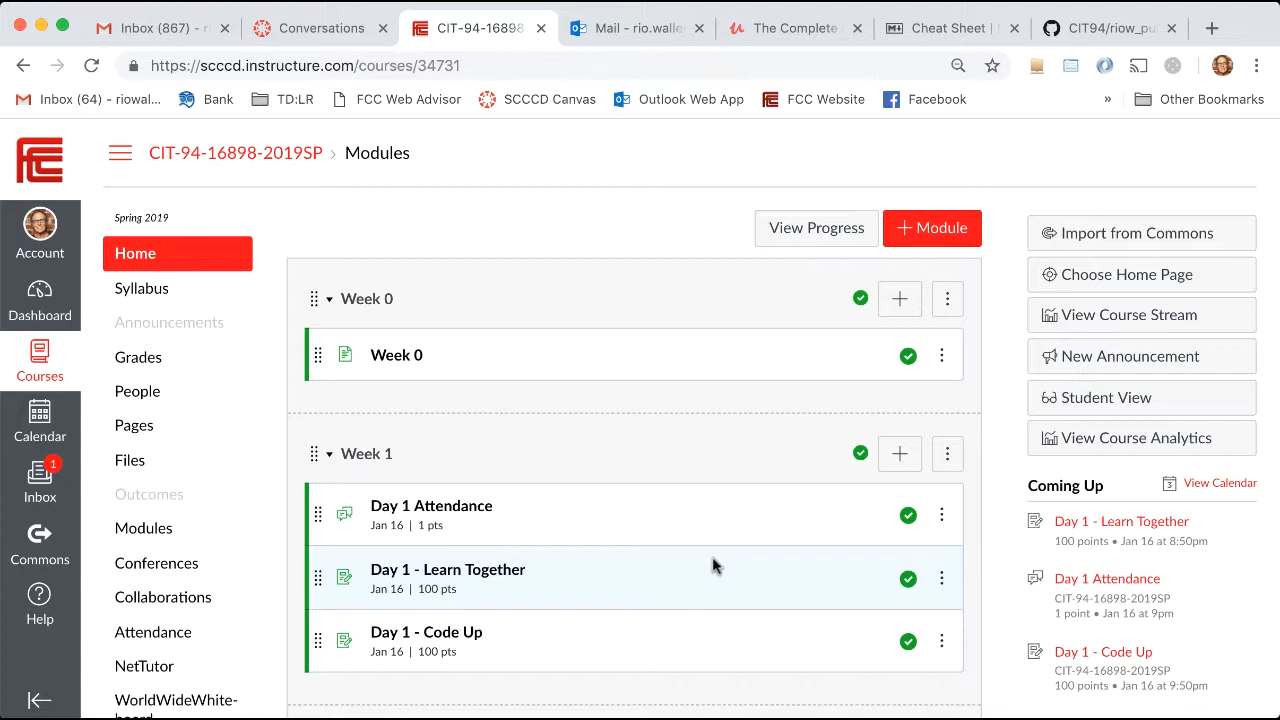 Inbox (867) - r
Conversations
CIT-94-16898
Mail - rio.walle
The Complete
Cheat Sheet |
CIT94/riow_pu
https://scccd.instructure.com/courses/34731
Inbox (64) - riowal...
Bank
TD:LR
FCC Web Advisor
SCCCD Canvas
Outlook Web App
FCC Website
Facebook
»
Other Bookmarks
CIT-94-16898-2019SP › Modules
Account
Dashboard
Courses
Calendar
1
Inbox
Commons
Help
Spring 2019
Home
Syllabus
Announcements
Grades
People
Pages
Files
Outcomes
Modules
Conferences
Collaborations
Attendance
NetTutor
WorldWideWhite-
board
View Progress
+ Module
Week 0
Week 0
Week 1
Day 1 Attendance
Jan 16 | 1 pts
Day 1 - Learn Together
Jan 16 | 100 pts
Day 1 - Code Up
Jan 16 | 100 pts
Import from Commons
Choose Home Page
View Course Stream
New Announcement
Student View
View Course Analytics
Coming Up
View Calendar
Day 1 - Learn Together
100 points • Jan 16 at 8:50pm
Day 1 Attendance
CIT-94-16898-2019SP
1 point • Jan 16 at 9pm
Day 1 - Code Up
CIT-94-16898-2019SP
100 points • Jan 16 at 9:50pm